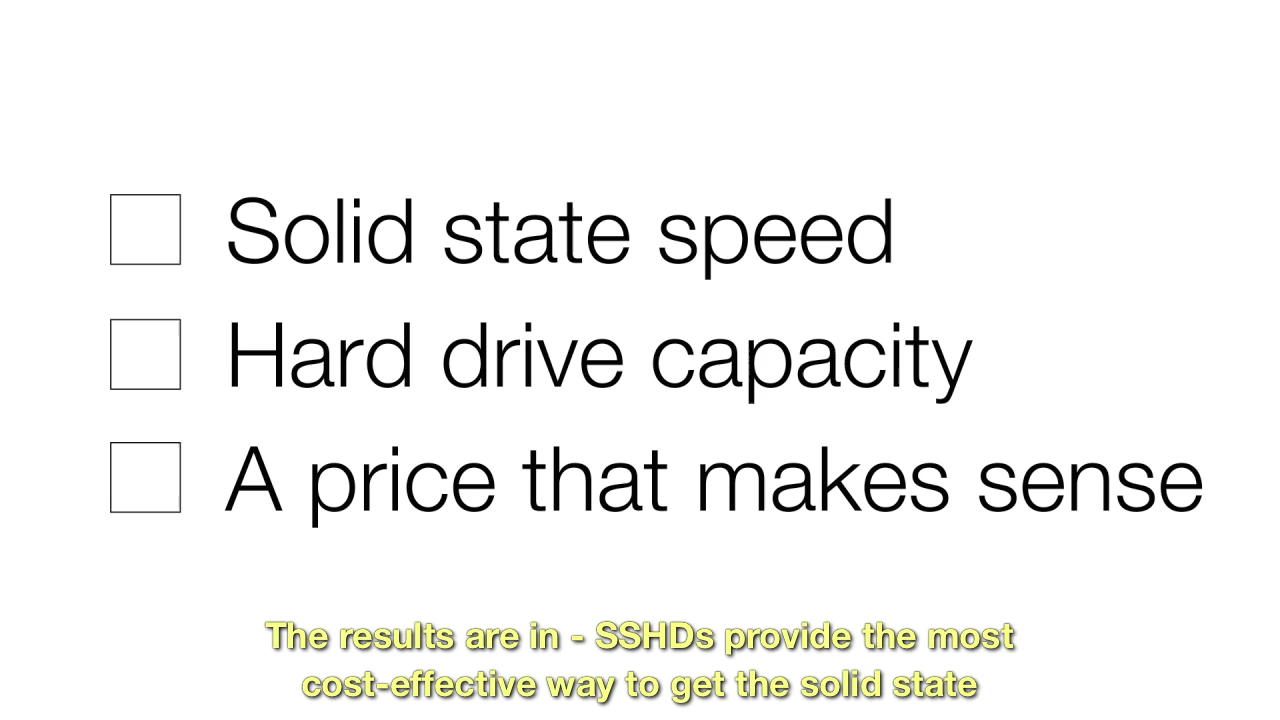 Solid state speed
Hard drive capacity
A price that makes sense
The results are in - SSHDs provide the most
cost-effective way to get the solid state